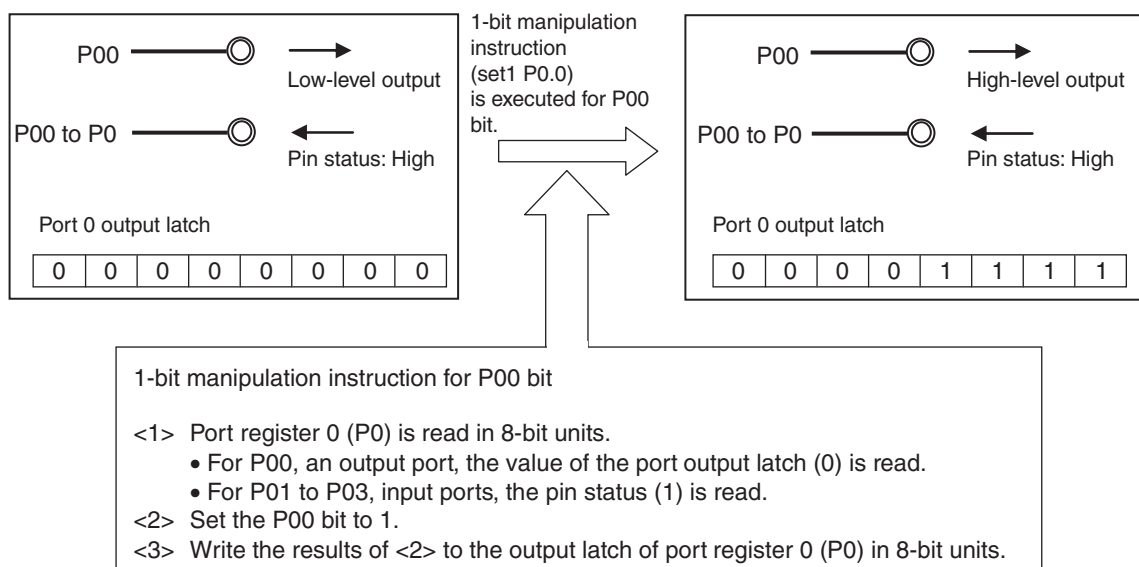 P00
Low-level output
P00 to P0
Pin status: High
Port 0 output latch
0 0 0 0 0 0 0 0
1-bit manipulation
instruction
(set1 P0.0)
is executed for P00
bit.
P00
High-level output
P00 to P0
Pin status: High
Port 0 output latch
0 0 0 0 1 1 1 1
1-bit manipulation instruction for P00 bit
<1> Port register 0 (P0) is read in 8-bit units.
• For P00, an output port, the value of the port output latch (0) is read.
• For P01 to P03, input ports, the pin status (1) is read.
<2> Set the P00 bit to 1.
<3> Write the results of <2> to the output latch of port register 0 (P0) in 8-bit units.